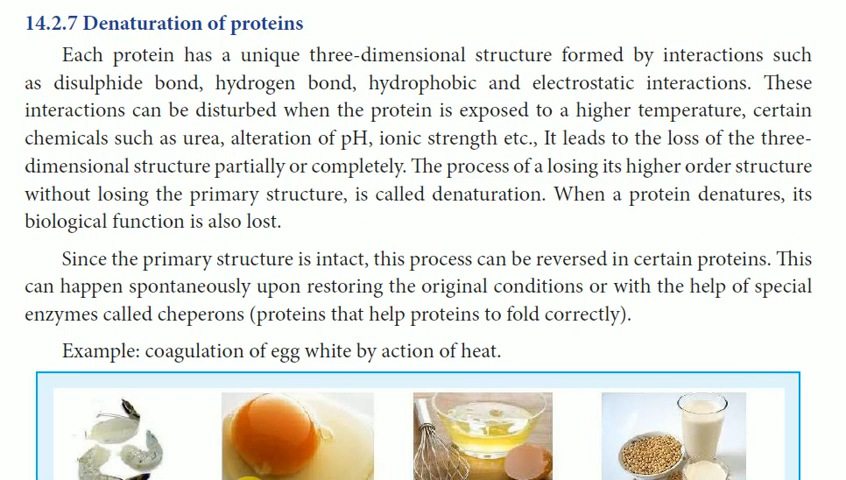 14.2.7 Denaturation of proteins
Each protein has a unique three-dimensional structure formed by interactions such
as disulphide bond, hydrogen bond, hydrophobic and electrostatic interactions. These
interactions can be disturbed when the protein is exposed to a higher temperature, certain
chemicals such as urea, alteration of pH, ionic strength etc., It leads to the loss of the three-
dimensional structure partially or completely. The process of a losing its higher order structure
without losing the primary structure, is called denaturation. When a protein denatures, its
biological function is also lost.
Since the primary structure is intact, this process can be reversed in certain proteins. This
can happen spontaneously upon restoring the original conditions or with the help of special
enzymes called cheperons (proteins that help proteins to fold correctly).
Example: coagulation of egg white by action of heat.